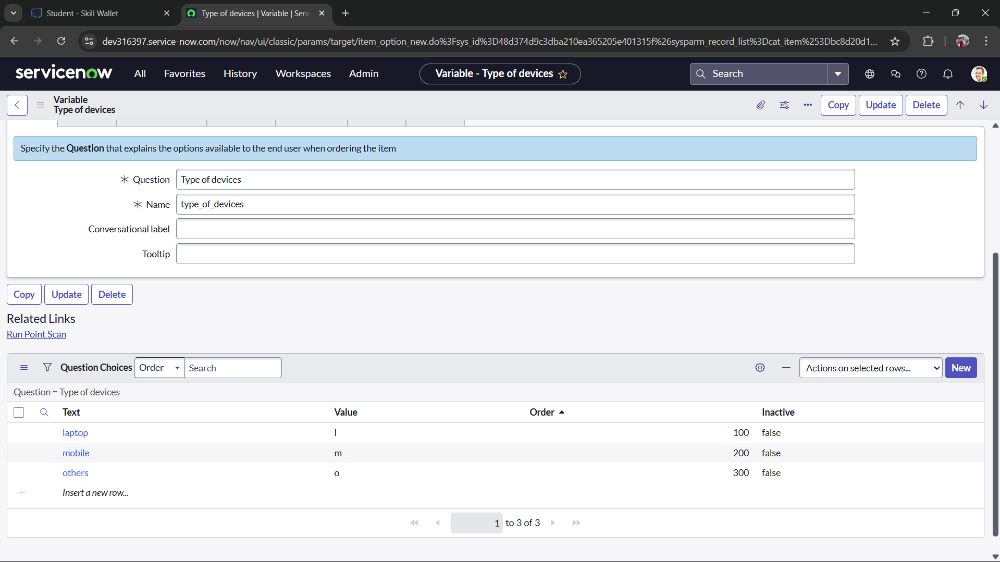 Student - Skill Wallet
Type of devices | Variable | Servi
dev316397.service-now.com/now/nav/ui/classic/params/target/item_option_new.do%3Fsys_id%3D48d374d9c3dba210ea365205e401315f%26sysparm_record_list%3Dcat_item%253Dbc8d20d1...
servicenow All Favorites History Workspaces Admin Variable - Type of devices Search
Variable
Type of devices
Copy Update Delete
Specify the Question that explains the options available to the end user when ordering the item
Question Type of devices
Name type_of_devices
Conversational label
Tooltip
Copy Update Delete
Related Links
Run Point Scan
Question Choices Order Search Actions on selected rows... New
Question = Type of devices
Text Value Order Inactive
laptop l 100 false
mobile m 200 false
others o 300 false
Insert a new row...
1 to 3 of 3